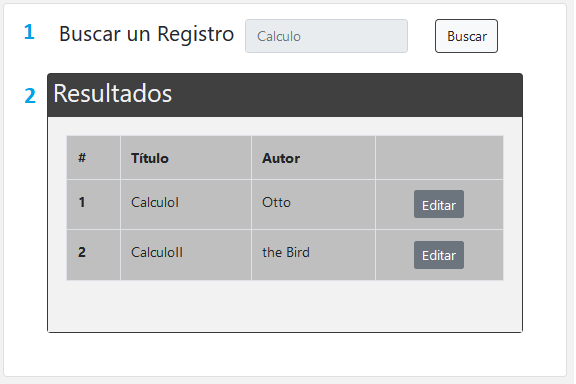 1 Buscar un Registro Calculo Buscar
2 Resultados
# Título Autor
1 CalculoI Otto Editar
2 CalculoII the Bird Editar